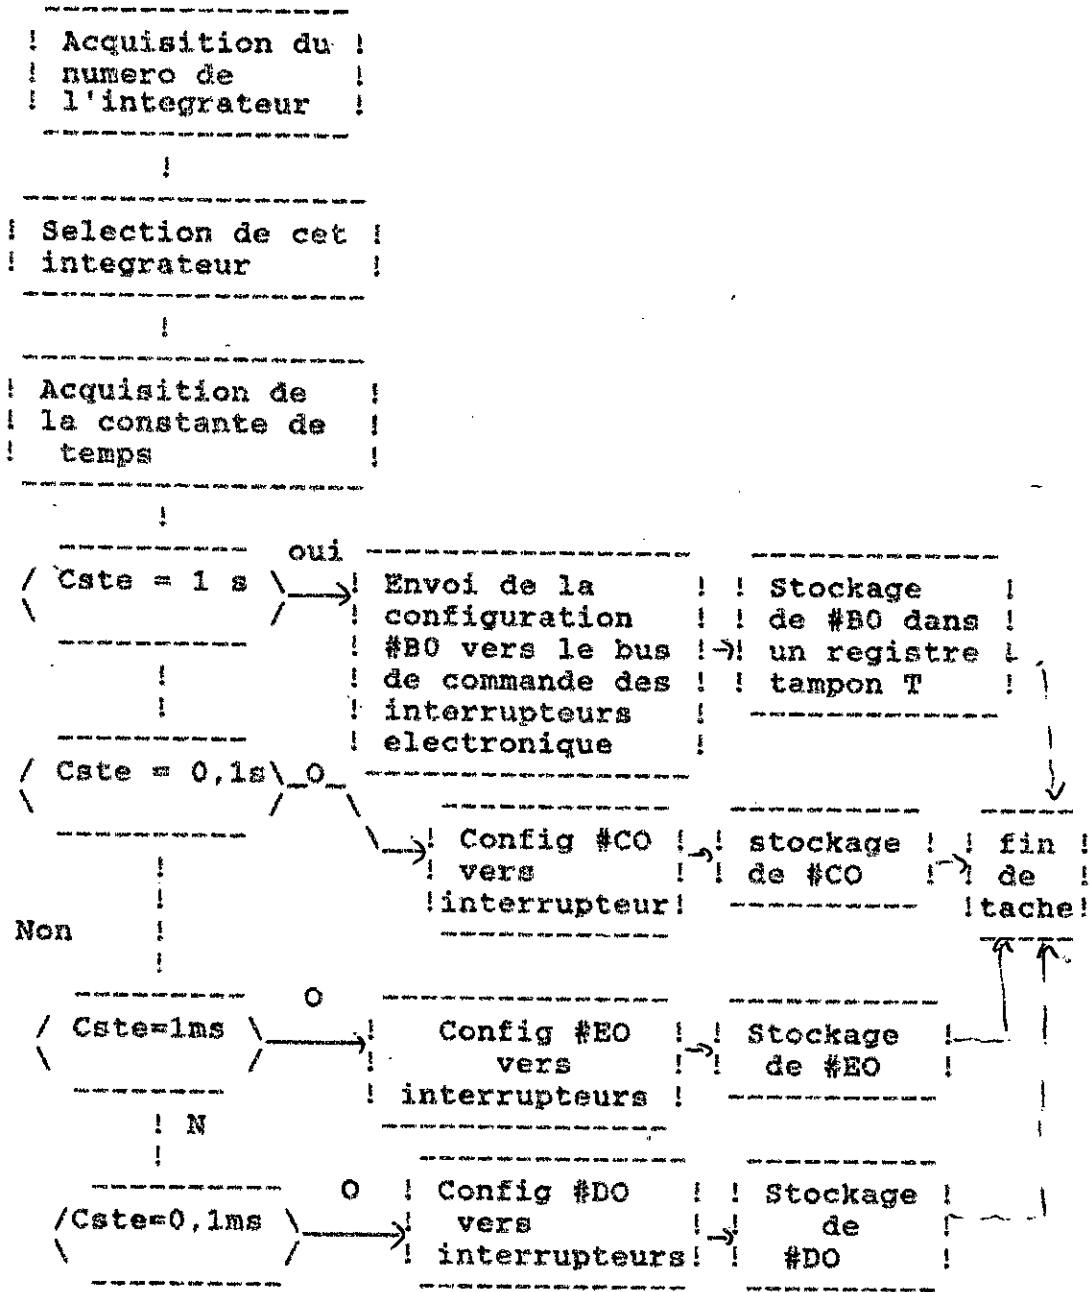 Acquisition du
numero de
l'integrateur
Selection de cet
integrateur
Acquisition de
la constante de
temps
Cste = 1 s
oui
Envoi de la
configuration
#B0 vers le bus
de commande des
interrupteurs
electronique
Stockage
de #B0 dans
un registre
tampon T
Cste = 0,1s
O
Config #CO
vers
interrupteur
stockage
de #CO
fin
de
tache
Non
Cste=1ms
O
Config #EO
vers
interrupteurs
Stockage
de #EO
N
Cste=0,1ms
O
Config #DO
vers
interrupteurs
Stockage
de
#DO